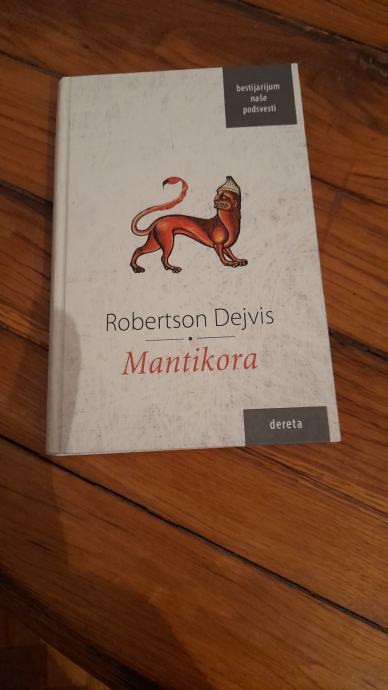 bestijarijum
naše
podsvesti
Robertson Dejvis
Mantikora
dereta